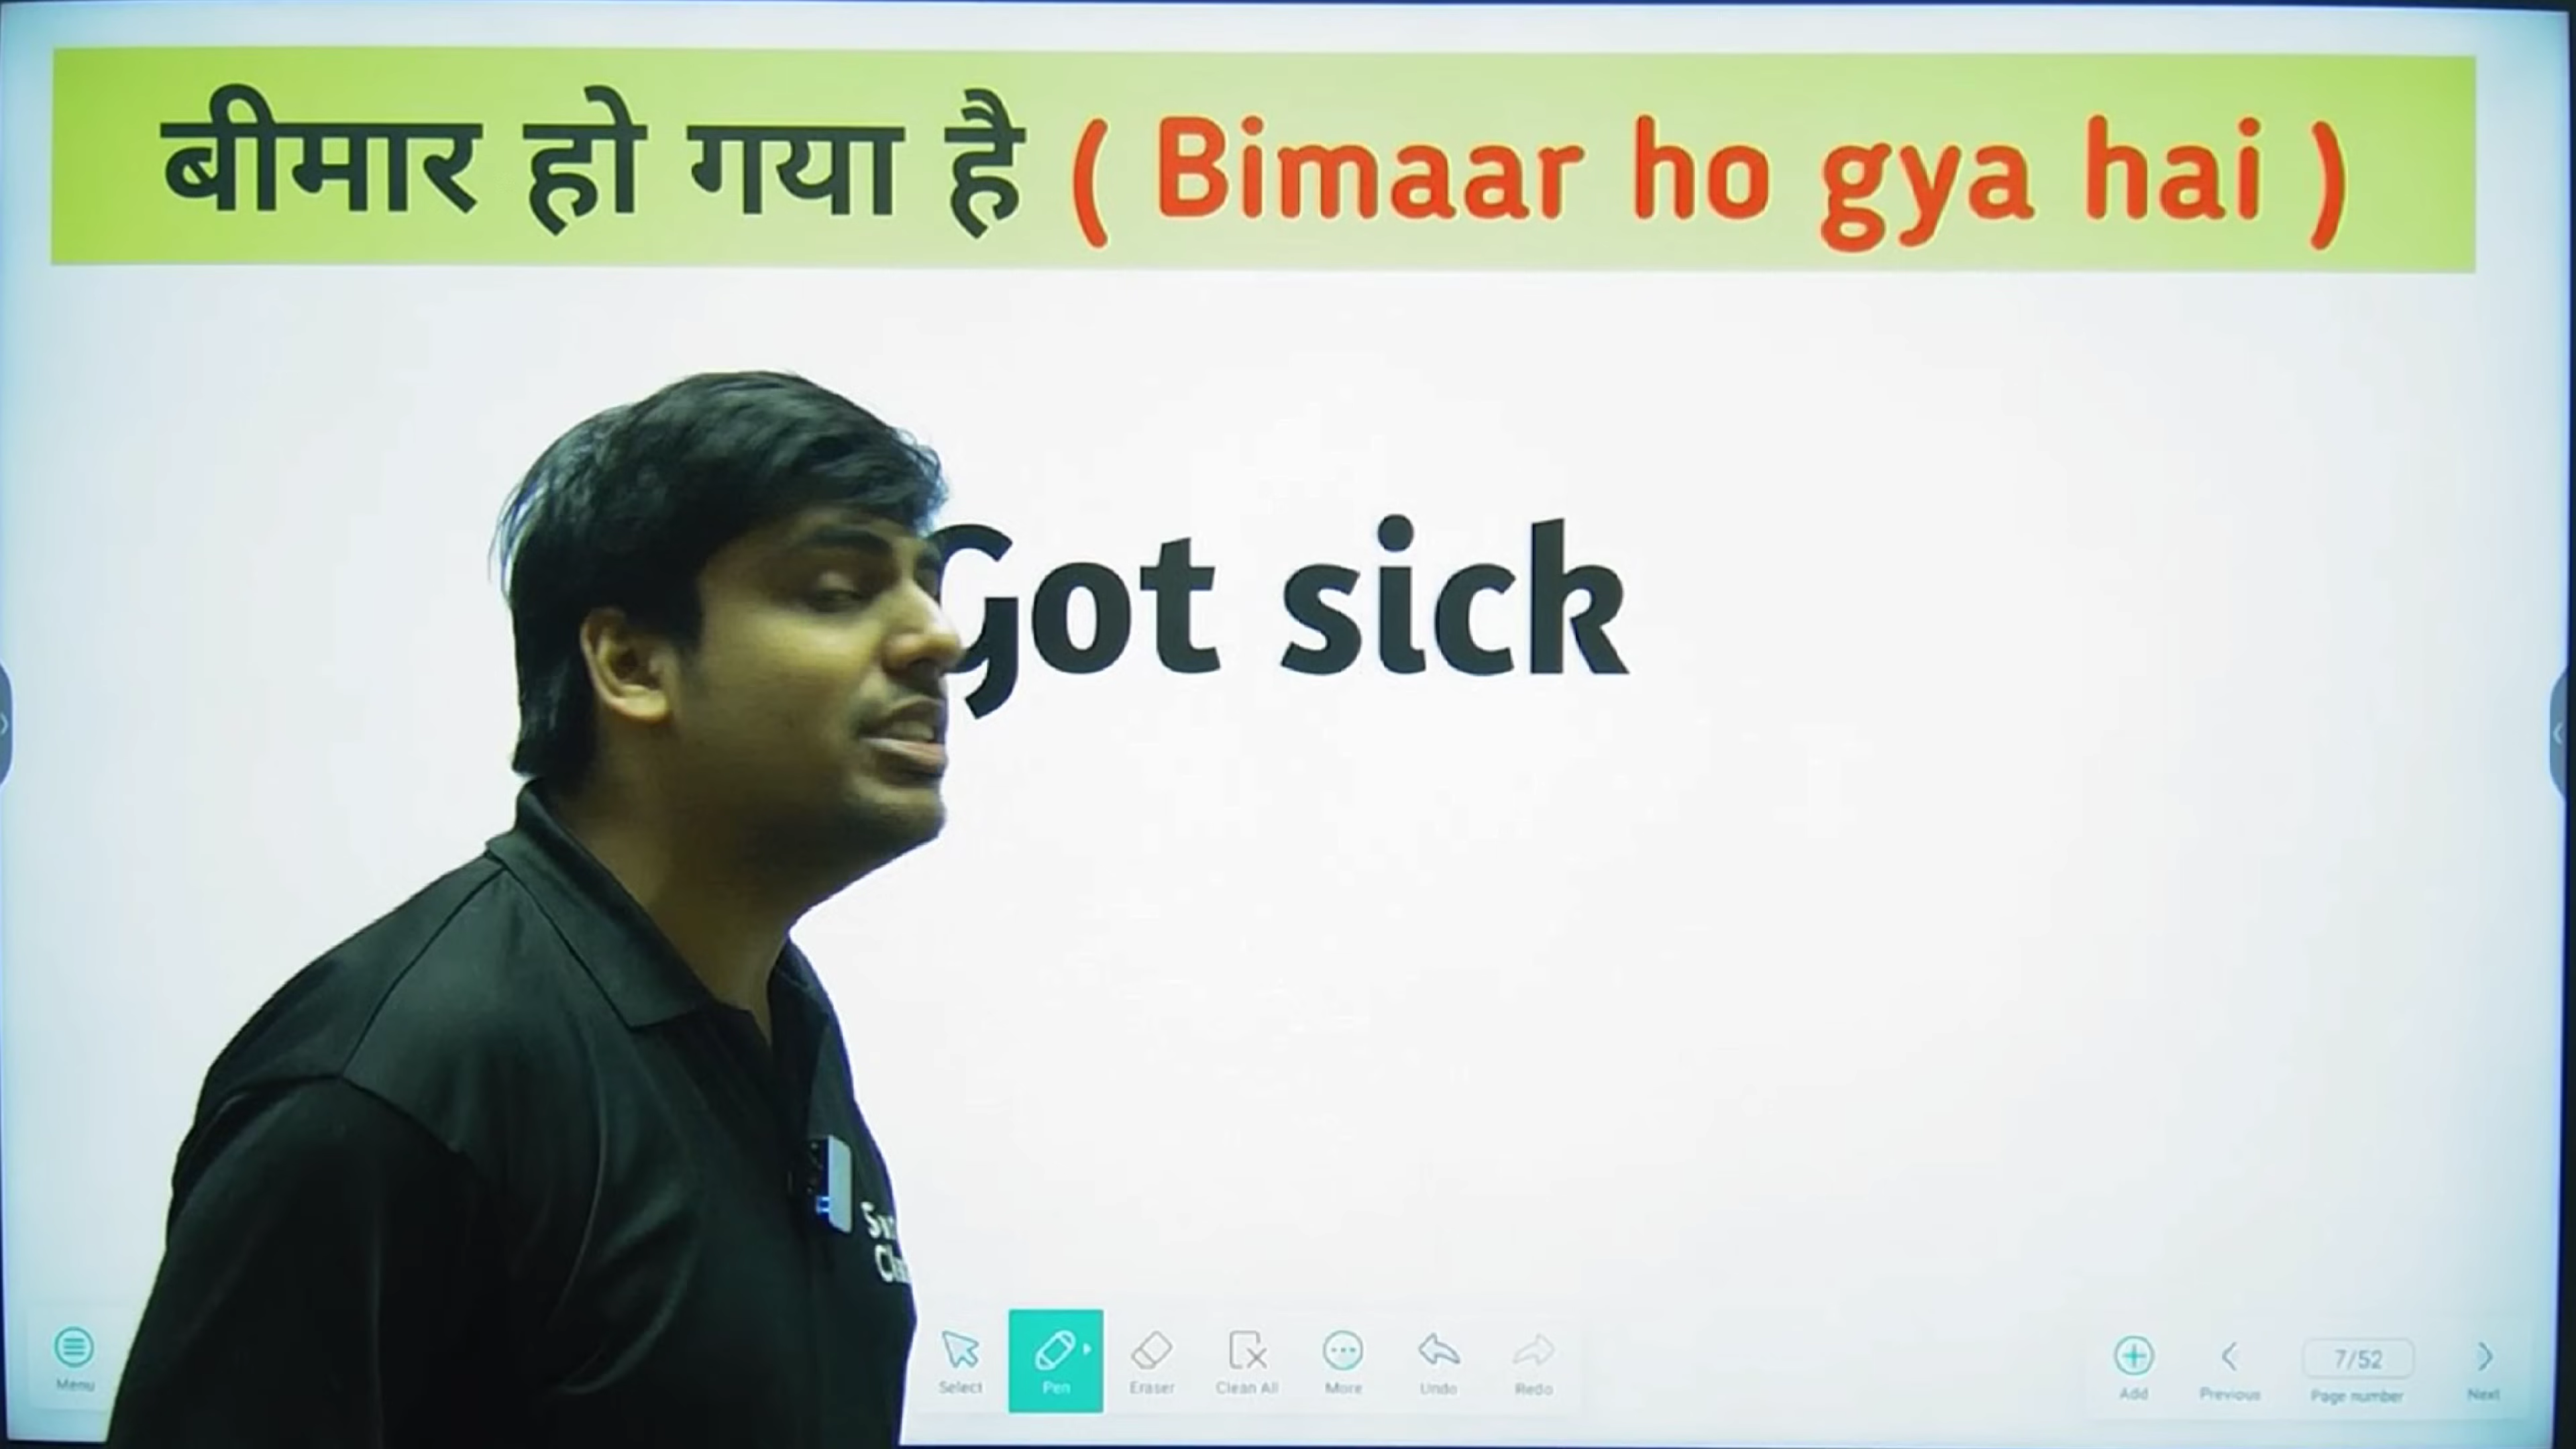 बीमार हो गया है ( Bimaar ho gya hai )
Got sick
Menu
Select
Pen
Eraser
Clean All
More
Undo
Redo
Add
Previous
7/52
Page number
Next